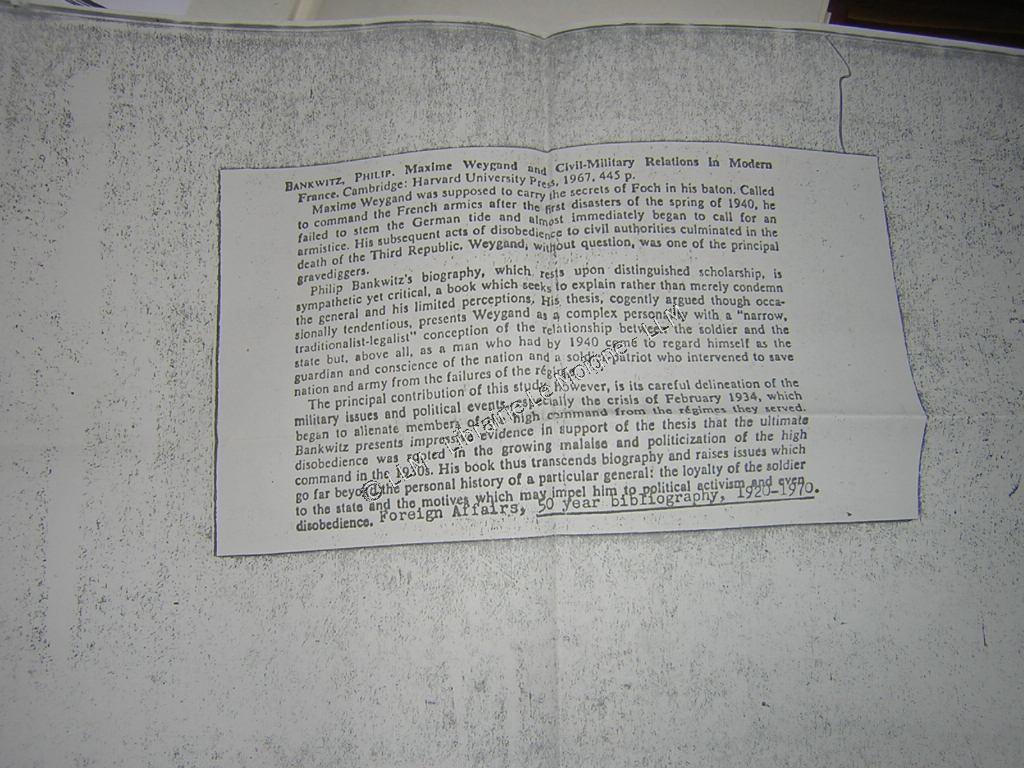 BANKWITZ, PHILIP. Maxime Weygand and Civil-Military Relations in Modern
France. Cambridge: Harvard University Press, 1967. 445 p.
Maxime Weygand was supposed to carry the secrets of Foch in his baton. Called
to command the French armies after the first disasters of the spring of 1940, he
failed to stem the German tide and almost immediately began to call for an
armistice. His subsequent acts of disobedience to civil authorities culminated in the
death of the Third Republic. Weygand, without question, was one of the principal
gravediggers.
Philip Bankwitz's biography, which rests upon distinguished scholarship, is
sympathetic yet critical, a book which seeks to explain rather than merely condemn
the general and his limited perceptions. His thesis, cogently argued though occa-
sionally tendentious, presents Weygand as a complex personality with a "narrow,
traditionalist-legalist" conception of the relationship between the soldier and the
state but, above all, as a man who had by 1940 come to regard himself as the
guardian and conscience of the nation and a soldier-patriot who intervened to save
nation and army from the failures of the régime.
The principal contribution of this study, however, is its careful delineation of the
military issues and political events, especially the crisis of February 1934, which
began to alienate members of the high command from the régimes they served.
Bankwitz presents impressive evidence in support of the thesis that the ultimate
disobedience was rooted in the growing malaise and politicization of the high
command in the 1930s. His book thus transcends biography and raises issues which
go far beyond the personal history of a particular general: the loyalty of the soldier
to the state and the motives which may impel him to political activism and even
disobedience. Foreign Affairs, 50 year bibliography, 1920-1970.
© Librairie Le Moine